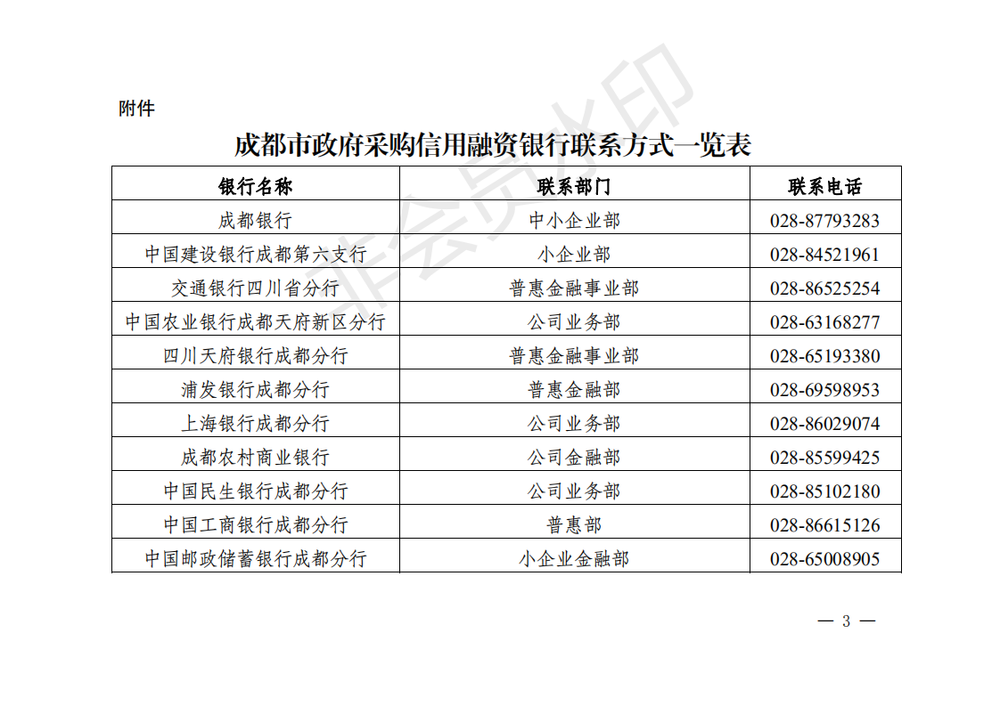 附件
成都市政府采购信用融资银行联系方式一览表
银行名称 联系部门 联系电话
成都银行 中小企业部 028-87793283
中国建设银行成都第六支行 小企业部 028-84521961
交通银行四川省分行 普惠金融事业部 028-86525254
中国农业银行成都天府新区分行 公司业务部 028-63168277
四川天府银行成都分行 普惠金融事业部 028-65193380
浦发银行成都分行 普惠金融部 028-69598953
上海银行成都分行 公司业务部 028-86029074
成都农村商业银行 公司金融部 028-85599425
中国民生银行成都分行 公司业务部 028-85102180
中国工商银行成都分行 普惠部 028-86615126
中国邮政储蓄银行成都分行 小企业金融部 028-65008905
— 3 —
非会员水印